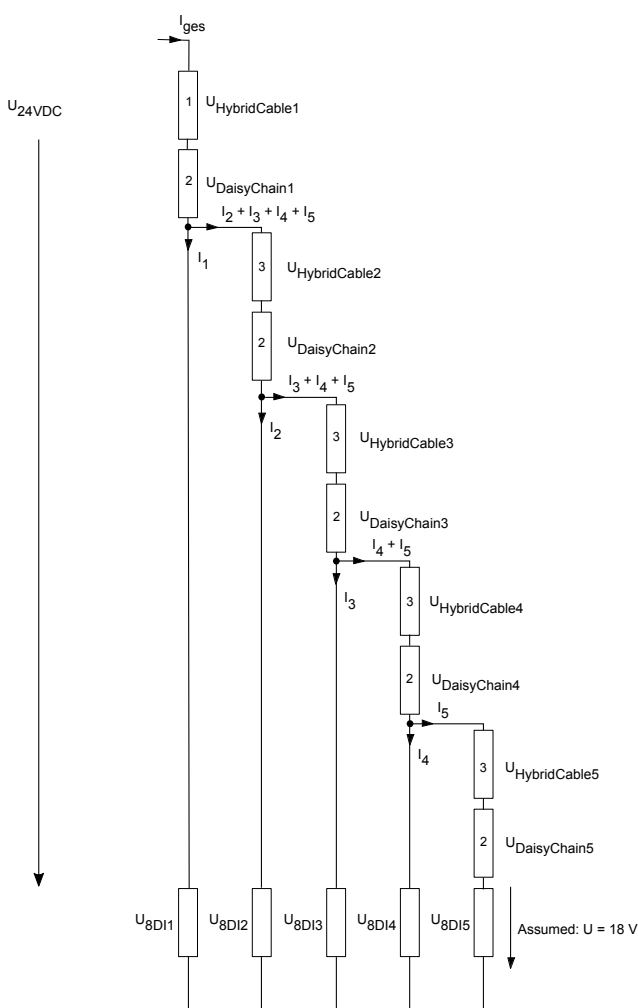 I_ges
U_24VDC
1 U_HybridCable1
2 U_DaisyChain1
I_2 + I_3 + I_4 + I_5
I_1
3 U_HybridCable2
2 U_DaisyChain2
I_3 + I_4 + I_5
I_2
3 U_HybridCable3
2 U_DaisyChain3
I_4 + I_5
I_3
3 U_HybridCable4
2 U_DaisyChain4
I_5
I_4
3 U_HybridCable5
2 U_DaisyChain5
U_8DI1 U_8DI2 U_8DI3 U_8DI4 U_8DI5 Assumed: U = 18 V